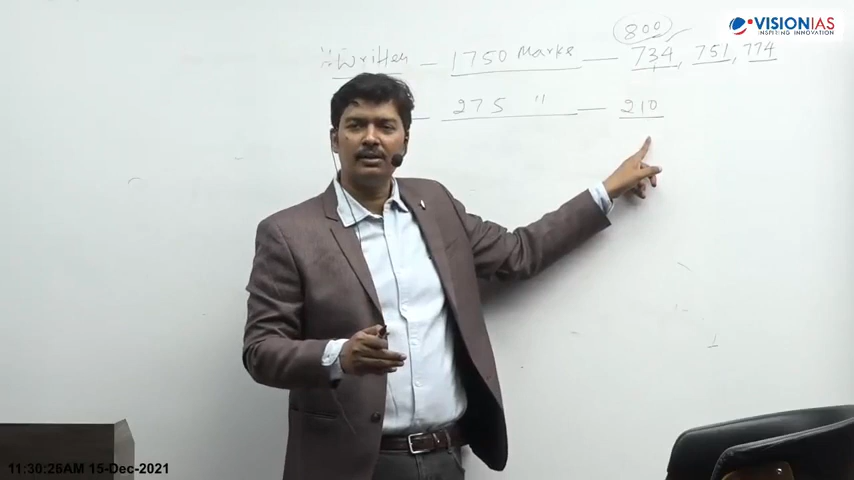 VISIONIAS
INSPIRING INNOVATION
800
Written – 1750 Marks – 734, 751, 774
– 275 " – 210
11:30:26AM 15-Dec-2021